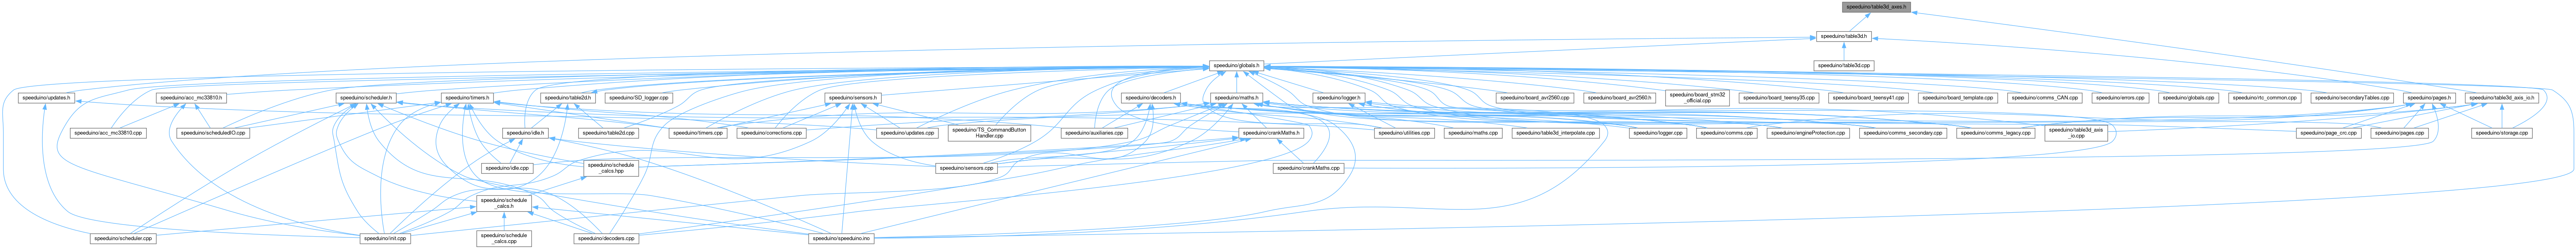 speeduino/table3d_axes.h
speeduino/table3d.h
speeduino/globals.h
speeduino/table3d.cpp
speeduino/updates.h
speeduino/acc_mc33810.h
speeduino/scheduler.h
speeduino/timers.h
speeduino/table2d.h
speeduino/SD_logger.cpp
speeduino/sensors.h
speeduino/decoders.h
speeduino/maths.h
speeduino/logger.h
speeduino/board_avr2560.cpp
speeduino/board_avr2560.h
speeduino/board_stm32
_official.cpp
speeduino/board_teensy35.cpp
speeduino/board_teensy41.cpp
speeduino/board_template.cpp
speeduino/comms_CAN.cpp
speeduino/errors.cpp
speeduino/globals.cpp
speeduino/rtc_common.cpp
speeduino/secondaryTables.cpp
speeduino/pages.h
speeduino/table3d_axis_io.h
speeduino/acc_mc33810.cpp
speeduino/scheduledIO.cpp
speeduino/idle.h
speeduino/table2d.cpp
speeduino/timers.cpp
speeduino/corrections.cpp
speeduino/updates.cpp
speeduino/TS_CommandButton
Handler.cpp
speeduino/auxiliaries.cpp
speeduino/crankMaths.h
speeduino/utilities.cpp
speeduino/maths.cpp
speeduino/table3d_interpolate.cpp
speeduino/logger.cpp
speeduino/comms.cpp
speeduino/engineProtection.cpp
speeduino/comms_secondary.cpp
speeduino/comms_legacy.cpp
speeduino/table3d_axis
_io.cpp
speeduino/page_crc.cpp
speeduino/pages.cpp
speeduino/storage.cpp
speeduino/idle.cpp
speeduino/schedule
_calcs.hpp
speeduino/sensors.cpp
speeduino/crankMaths.cpp
speeduino/schedule
_calcs.h
speeduino/scheduler.cpp
speeduino/init.cpp
speeduino/schedule
_calcs.cpp
speeduino/decoders.cpp
speeduino/speeduino.ino